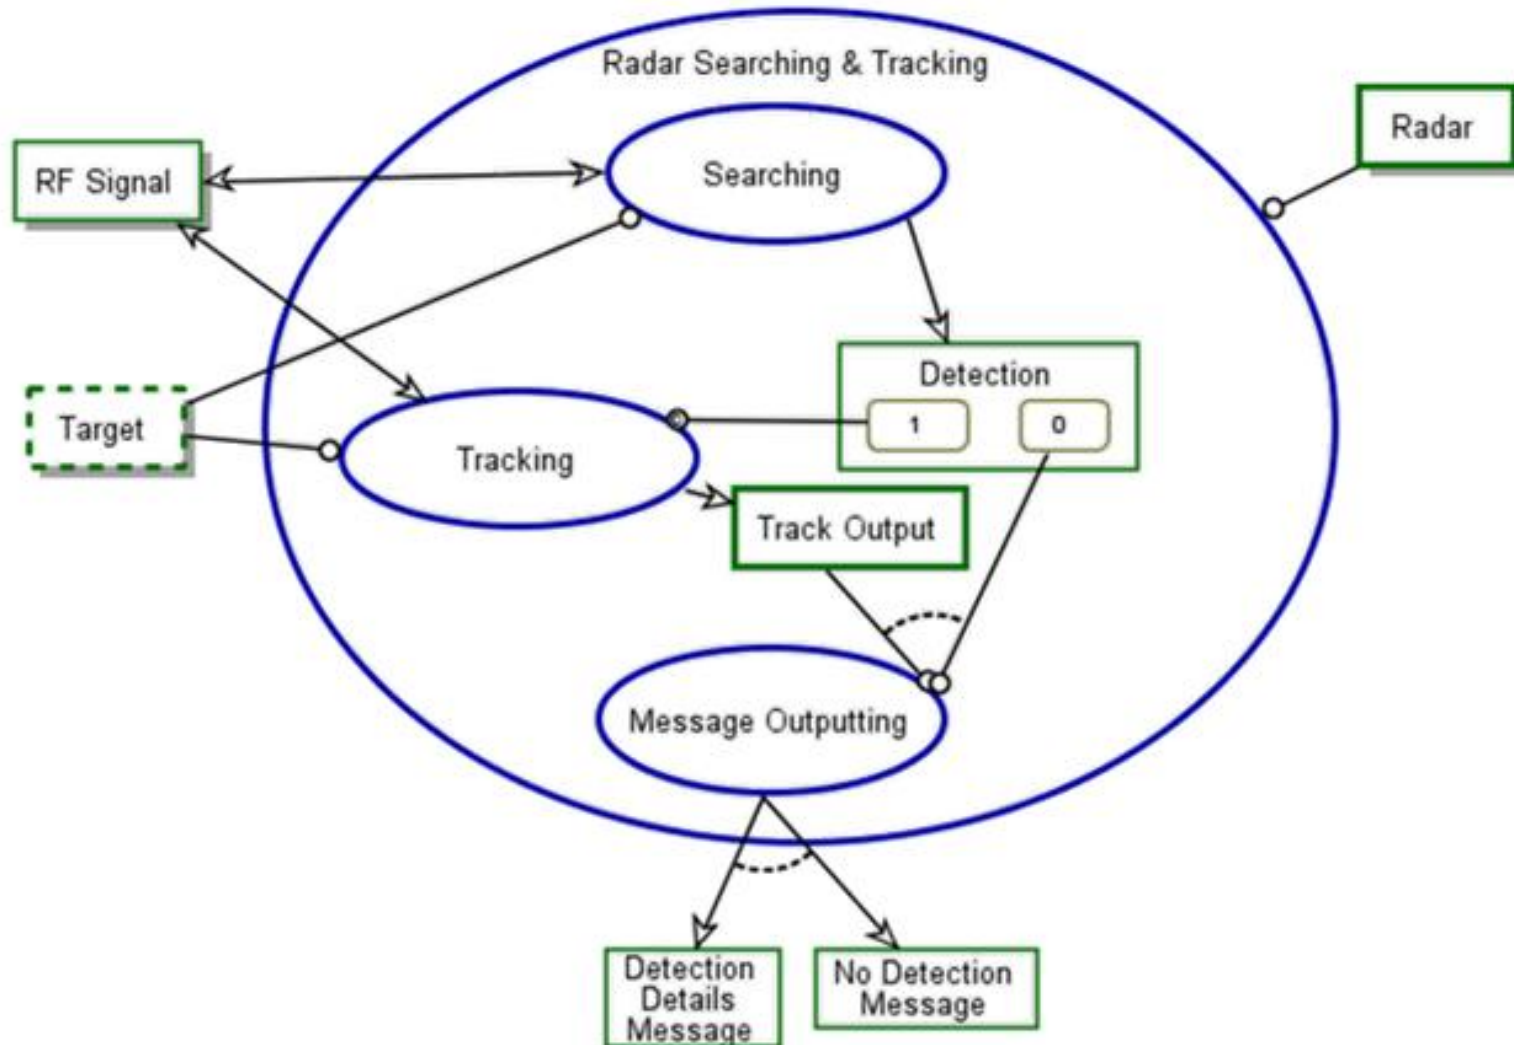 Radar Searching & Tracking
Radar
RF Signal
Searching
Detection
1
0
Target
Tracking
Track Output
Message Outputting
Detection
Details
Message
No Detection
Message